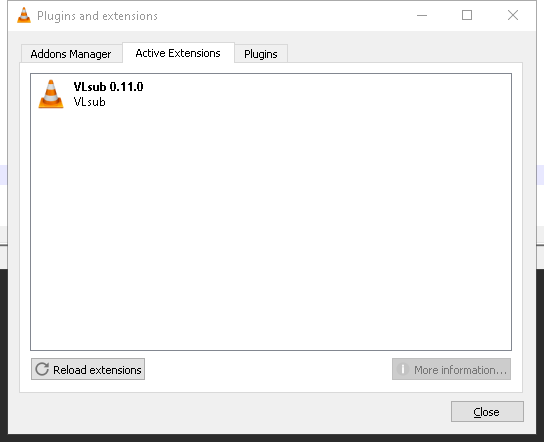 Plugins and extensions
Addons Manager
Active Extensions
Plugins
VLsub 0.11.0
VLsub
Reload extensions
More information...
Close